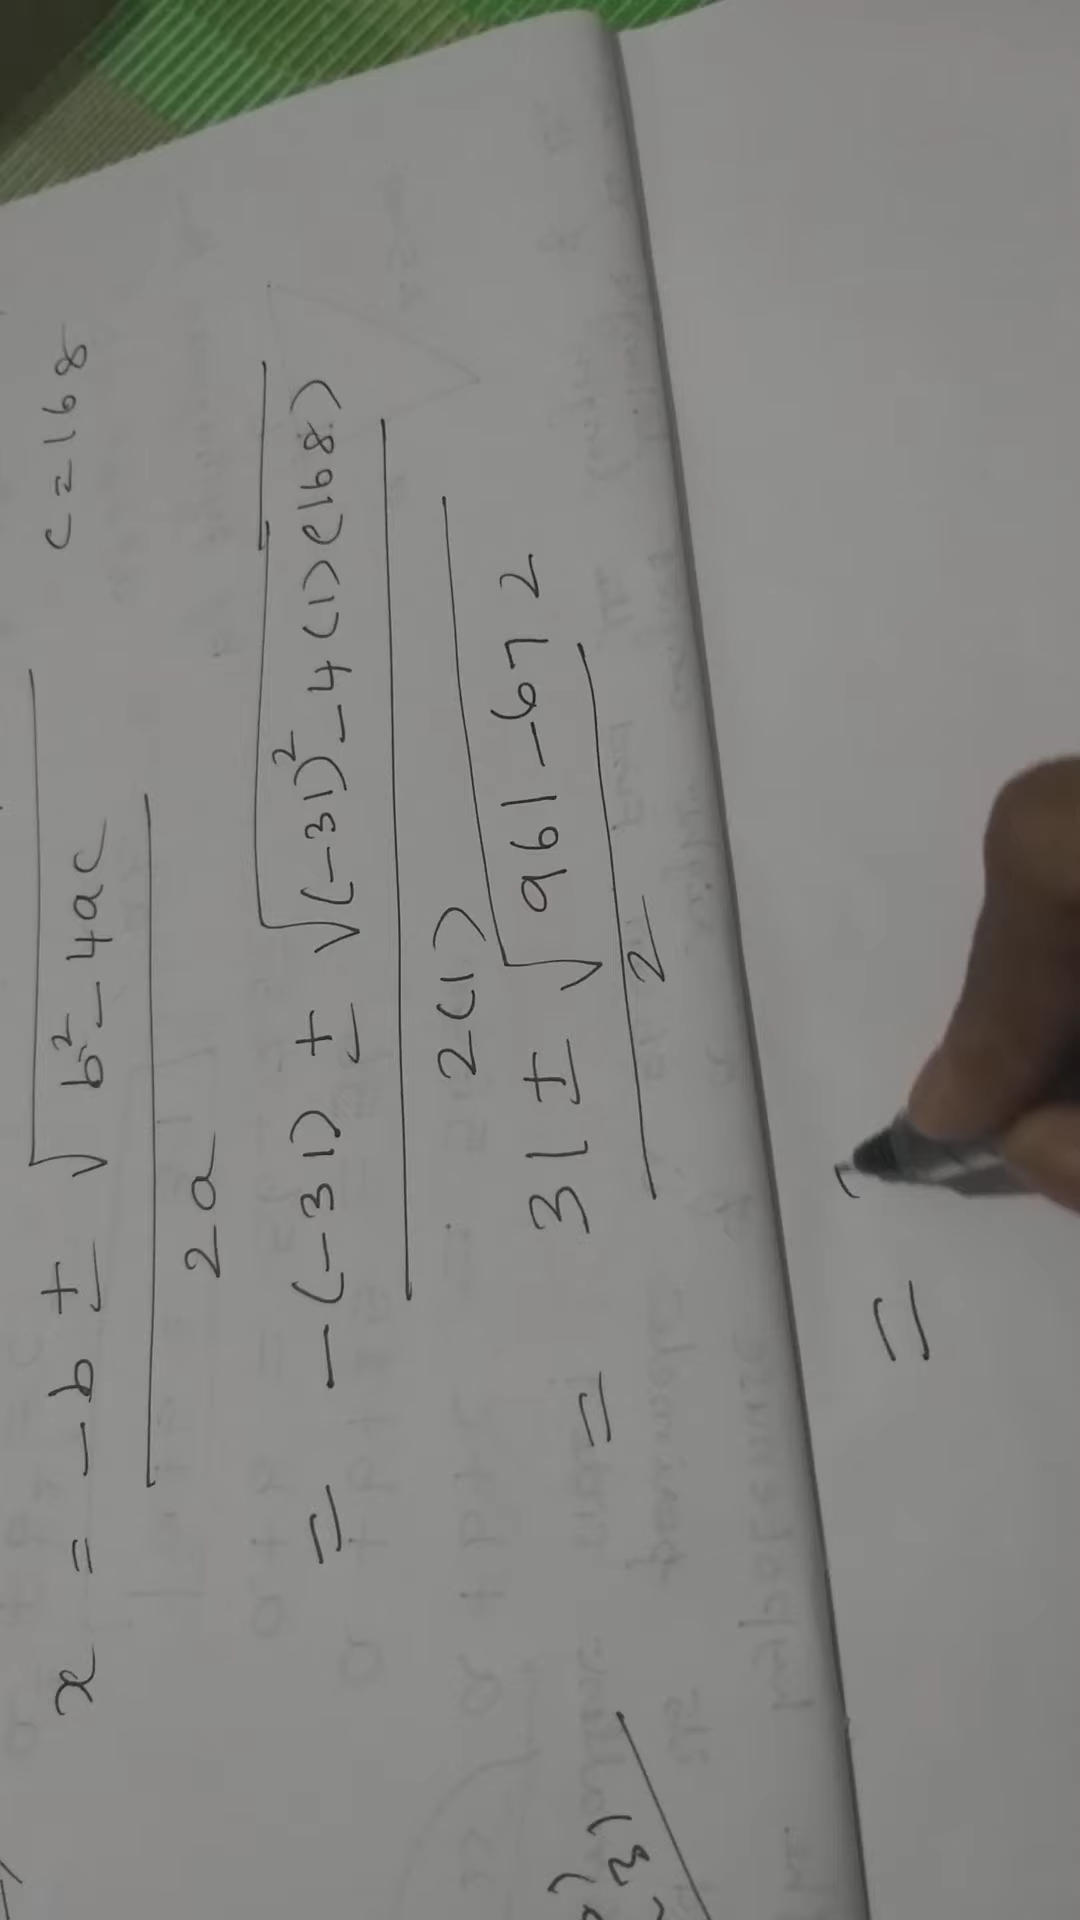 c = 168
x = -b ± √b² - 4ac
2a
= -(-31) ± √(-31)² - 4(1)(168)
2(1)
= 31 ± √961 - 672
2
=